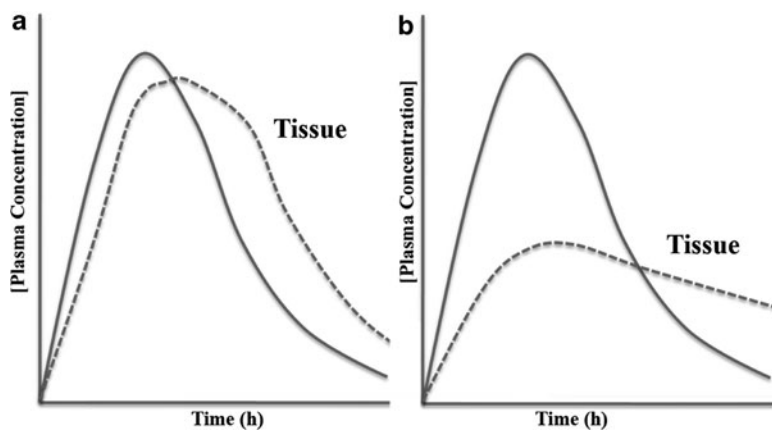 a
[Plasma Concentration]
Tissue
Time (h)
b
[Plasma Concentration]
Tissue
Time (h)